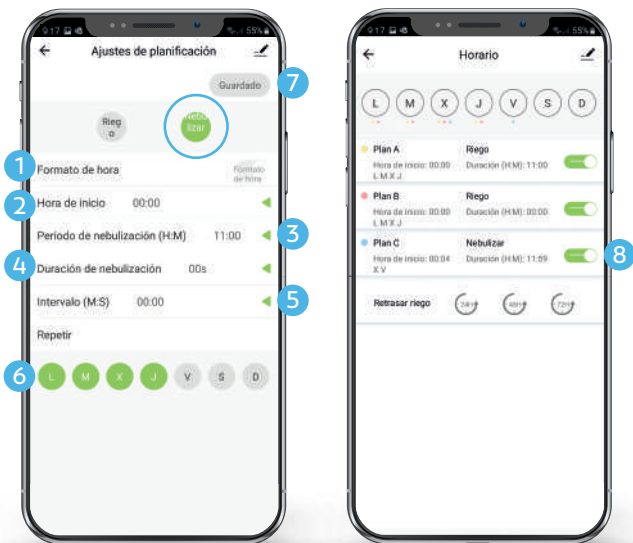 9:17 55%
Ajustes de planificación
Guardado
7
Rieg
o
Nebu
lizar
1
Formato de hora
Formato
de hora
2
Hora de inicio 00:00
Período de nebulización (H:M) 11:00
3
4
Duración de nebulización 00s
Intervalo (M:S) 00:00
5
Repetir
6
L M X J V S D
9:17 55%
Horario
L M X J V S D
Plan A Riego
Hora de inicio: 00:00 Duración (H:M): 11:00
L M X J
Plan B Riego
Hora de inicio: 00:00 Duración (H:M): 00:00
L M X J
Plan C Nebulizar
Hora de inicio: 00:04 Duración (H:M): 11:59
X V
8
Retrasar riego 24H 48H 72H